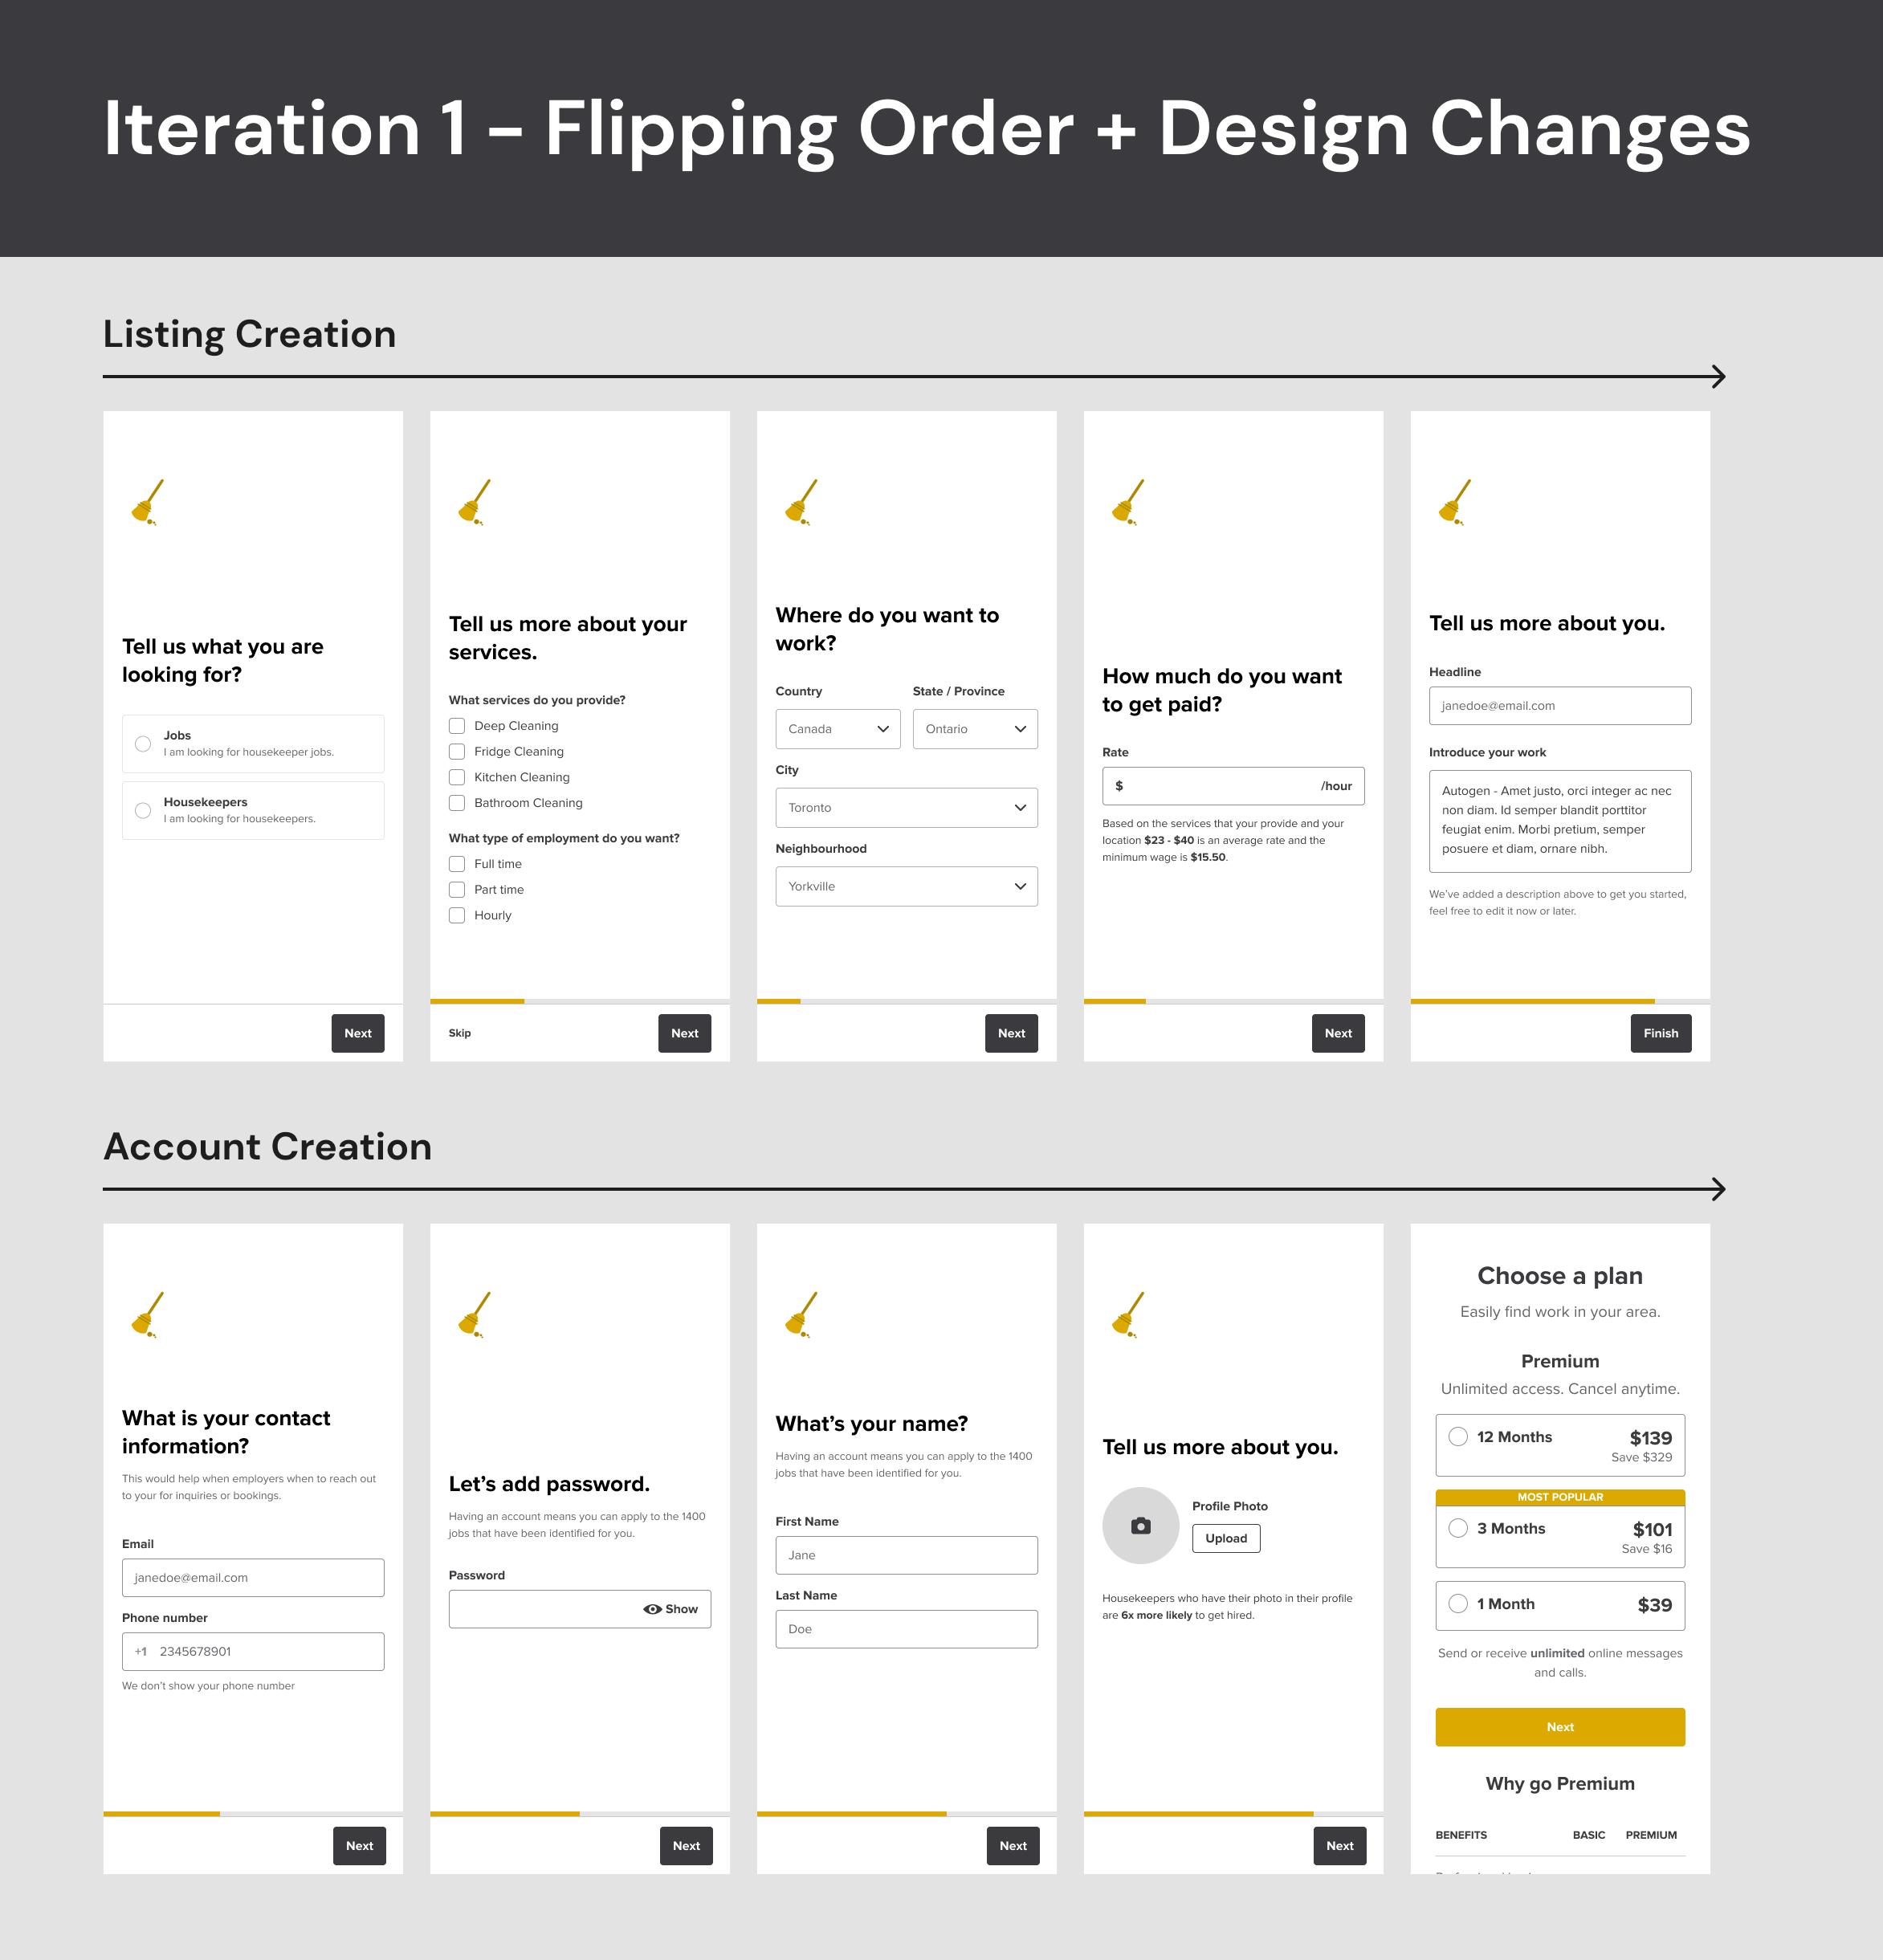 Iteration 1 – Flipping Order + Design Changes
Listing Creation
Tell us what you are
looking for?
Jobs
I am looking for housekeeper jobs.
Housekeepers
I am looking for housekeepers.
Next
Tell us more about your
services.
What services do you provide?
Deep Cleaning
Fridge Cleaning
Kitchen Cleaning
Bathroom Cleaning
What type of employment do you want?
Full time
Part time
Hourly
Skip
Next
Where do you want to
work?
Country
State / Province
Canada
Ontario
City
Toronto
Neighbourhood
Yorkville
Next
How much do you want
to get paid?
Rate
$ /hour
Based on the services that your provide and your
location $23 - $40 is an average rate and the
minimum wage is $15.50.
Next
Tell us more about you.
Headline
janedoe@email.com
Introduce your work
Autogen - Amet justo, orci integer ac nec
non diam. Id semper blandit porttitor
feugiat enim. Morbi pretium, semper
posuere et diam, ornare nibh.
We've added a description above to get you started,
feel free to edit it now or later.
Finish
Account Creation
What is your contact
information?
This would help when employers when to reach out
to your for inquiries or bookings.
Email
janedoe@email.com
Phone number
+1 2345678901
We don't show your phone number
Next
Let's add password.
Having an account means you can apply to the 1400
jobs that have been identified for you.
Password
Show
Next
What's your name?
Having an account means you can apply to the 1400
jobs that have been identified for you.
First Name
Jane
Last Name
Doe
Next
Tell us more about you.
Profile Photo
Upload
Housekeepers who have their photo in their profile
are 6x more likely to get hired.
Next
Choose a plan
Easily find work in your area.
Premium
Unlimited access. Cancel anytime.
12 Months $139
Save $329
MOST POPULAR
3 Months $101
Save $16
1 Month $39
Send or receive unlimited online messages
and calls.
Next
Why go Premium
BENEFITS BASIC PREMIUM